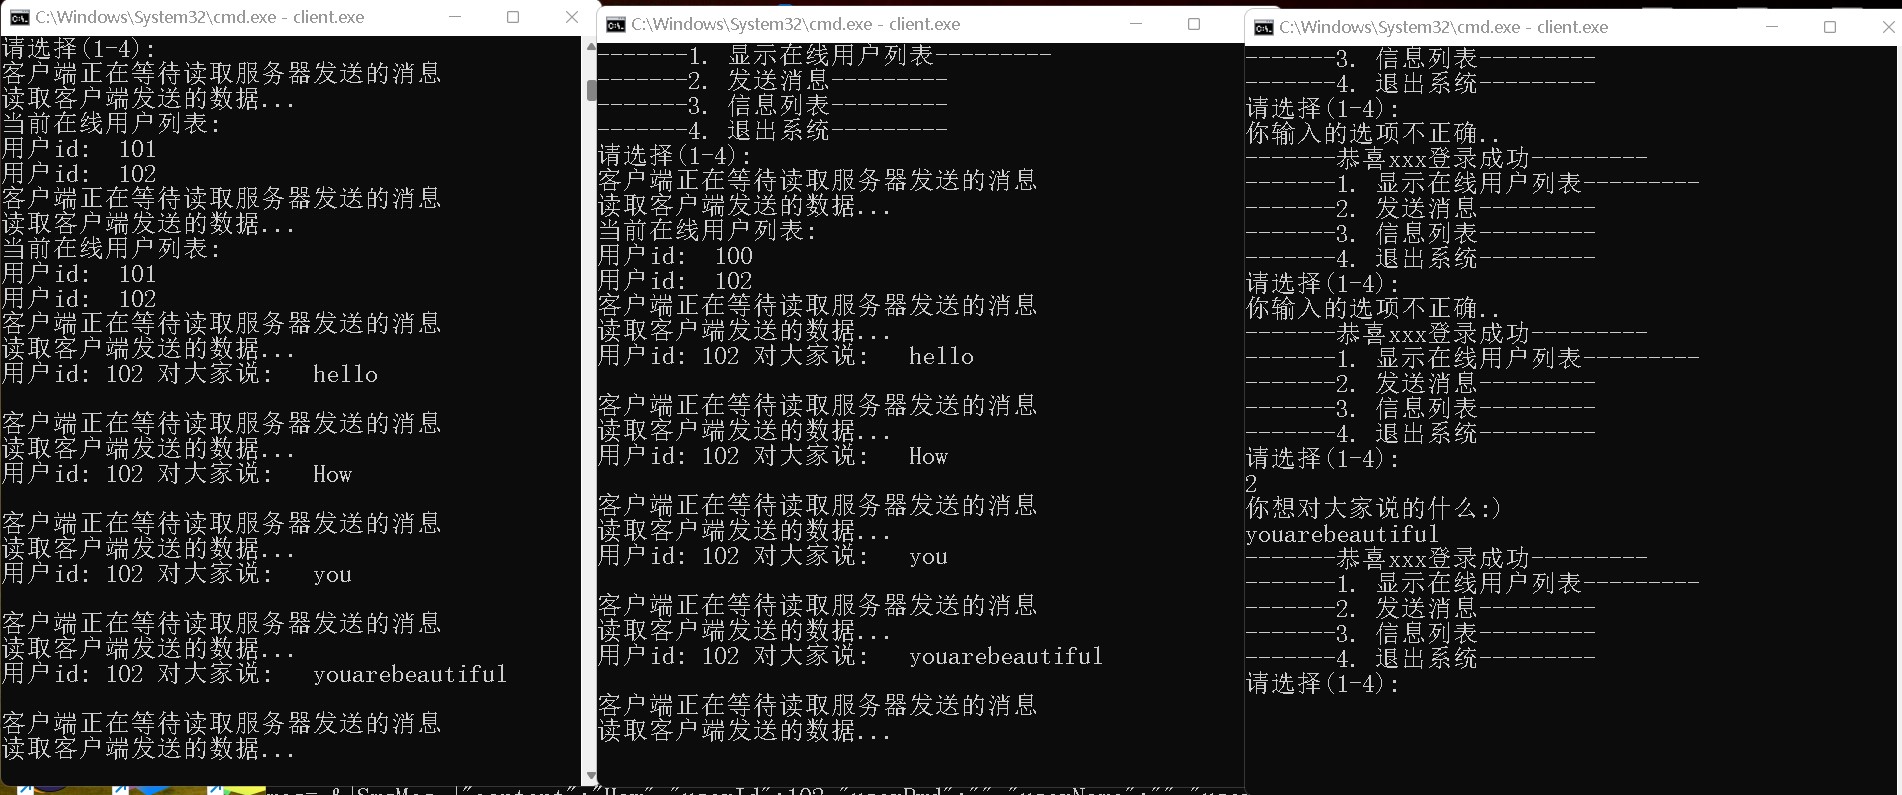 C:\Windows\System32\cmd.exe - client.exe
请选择(1-4):
客户端正在等待读取服务器发送的消息
读取客户端发送的数据...
当前在线用户列表:
用户id:  101
用户id:  102
客户端正在等待读取服务器发送的消息
读取客户端发送的数据...
当前在线用户列表:
用户id:  101
用户id:  102
客户端正在等待读取服务器发送的消息
读取客户端发送的数据...
用户id: 102 对大家说:   hello
客户端正在等待读取服务器发送的消息
读取客户端发送的数据...
用户id: 102 对大家说:   How
客户端正在等待读取服务器发送的消息
读取客户端发送的数据...
用户id: 102 对大家说:   you
客户端正在等待读取服务器发送的消息
读取客户端发送的数据...
用户id: 102 对大家说:   youarebeautiful
客户端正在等待读取服务器发送的消息
读取客户端发送的数据...
C:\Windows\System32\cmd.exe - client.exe
-------1. 显示在线用户列表---------
-------2. 发送消息---------
-------3. 信息列表---------
-------4. 退出系统---------
请选择(1-4):
客户端正在等待读取服务器发送的消息
读取客户端发送的数据...
当前在线用户列表:
用户id:  100
用户id:  102
客户端正在等待读取服务器发送的消息
读取客户端发送的数据...
用户id: 102 对大家说:   hello
客户端正在等待读取服务器发送的消息
读取客户端发送的数据...
用户id: 102 对大家说:   How
客户端正在等待读取服务器发送的消息
读取客户端发送的数据...
用户id: 102 对大家说:   you
客户端正在等待读取服务器发送的消息
读取客户端发送的数据...
用户id: 102 对大家说:   youarebeautiful
客户端正在等待读取服务器发送的消息
读取客户端发送的数据...
C:\Windows\System32\cmd.exe - client.exe
-------3. 信息列表---------
-------4. 退出系统---------
请选择(1-4):
你输入的选项不正确..
-------恭喜xxx登录成功---------
-------1. 显示在线用户列表---------
-------2. 发送消息---------
-------3. 信息列表---------
-------4. 退出系统---------
请选择(1-4):
你输入的选项不正确..
-------恭喜xxx登录成功---------
-------1. 显示在线用户列表---------
-------2. 发送消息---------
-------3. 信息列表---------
-------4. 退出系统---------
请选择(1-4):
2
你想对大家说的什么:)
youarebeautiful
-------恭喜xxx登录成功---------
-------1. 显示在线用户列表---------
-------2. 发送消息---------
-------3. 信息列表---------
-------4. 退出系统---------
请选择(1-4):